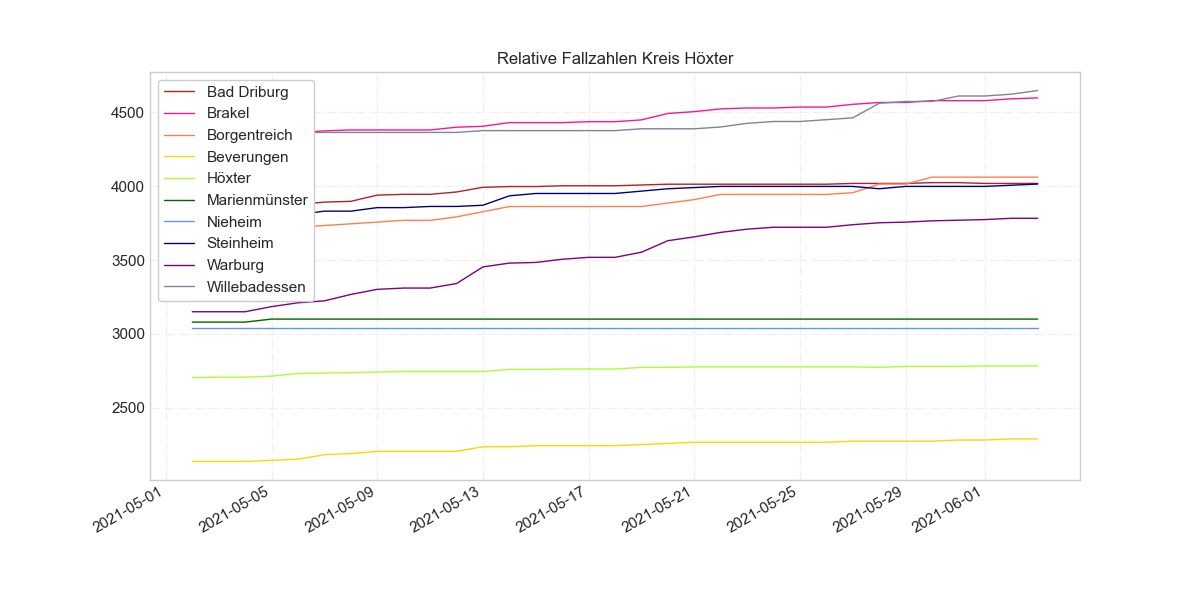 Relative Fallzahlen Kreis Höxter
Bad Driburg
Brakel
Borgentreich
Beverungen
Höxter
Marienmünster
Nieheim
Steinheim
Warburg
Willebadessen
4500
4000
3500
3000
2500
2021-05-01
2021-05-05
2021-05-09
2021-05-13
2021-05-17
2021-05-21
2021-05-25
2021-05-29
2021-06-01